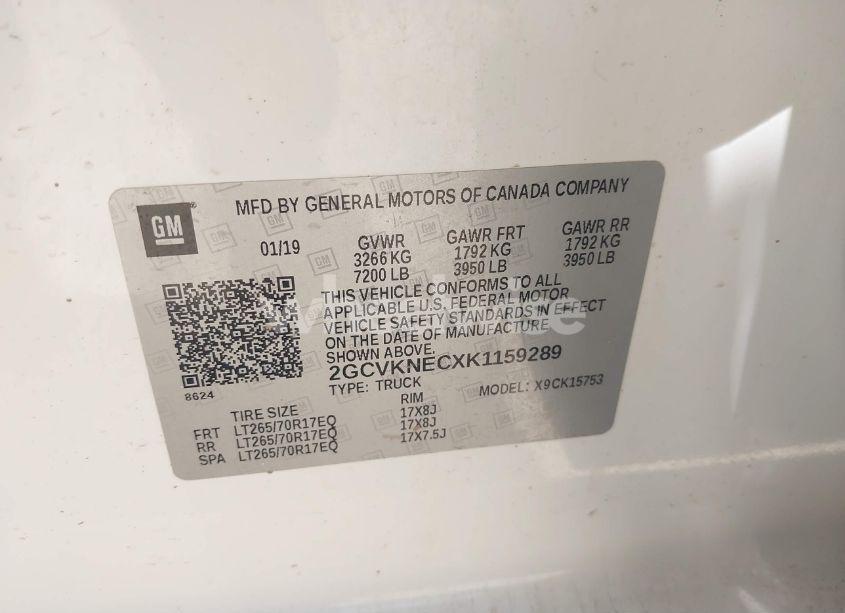 GM
MFD BY GENERAL MOTORS OF CANADA COMPANY
01/19
GVWR
3266 KG
7200 LB
GAWR FRT
1792 KG
3950 LB
GAWR RR
1792 KG
3950 LB
THIS VEHICLE CONFORMS TO ALL
APPLICABLE U.S. FEDERAL MOTOR
VEHICLE SAFETY STANDARDS IN EFFECT
ON THE DATE OF MANUFACTURE
SHOWN ABOVE.
2GCVKNECXK1159289
TYPE: TRUCK
MODEL: X9CK15753
8624
TIRE SIZE RIM
FRT LT265/70R17EQ 17X8J
RR LT265/70R17EQ 17X8J
SPA LT265/70R17EQ 17X7.5J